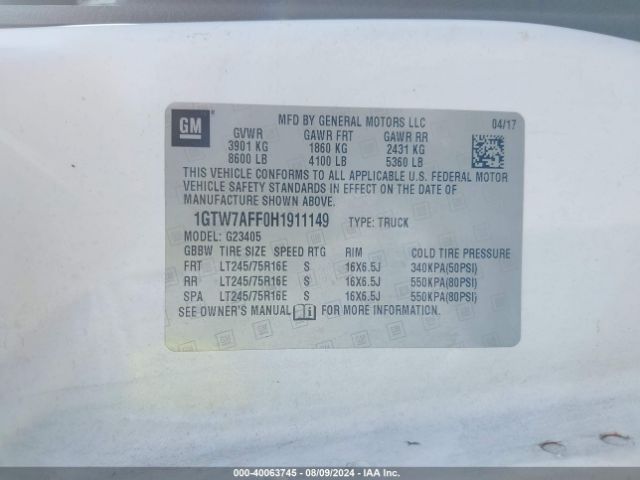 GM
MFD BY GENERAL MOTORS LLC 04/17
GVWR GAWR FRT GAWR RR
3901 KG 1860 KG 2431 KG
8600 LB 4100 LB 5360 LB
THIS VEHICLE CONFORMS TO ALL APPLICABLE U.S. FEDERAL MOTOR
VEHICLE SAFETY STANDARDS IN EFFECT ON THE DATE OF
MANUFACTURE SHOWN ABOVE.
1GTW7AFF0H1911149 TYPE: TRUCK
MODEL: G23405
GBBW TIRE SIZE SPEED RTG RIM COLD TIRE PRESSURE
FRT LT245/75R16E S 16X6.5J 340KPA(50PSI)
RR LT245/75R16E S 16X6.5J 550KPA(80PSI)
SPA LT245/75R16E S 16X6.5J 550KPA(80PSI)
SEE OWNER'S MANUAL FOR MORE INFORMATION.
000-40063745 - 08/09/2024 - IAA Inc.